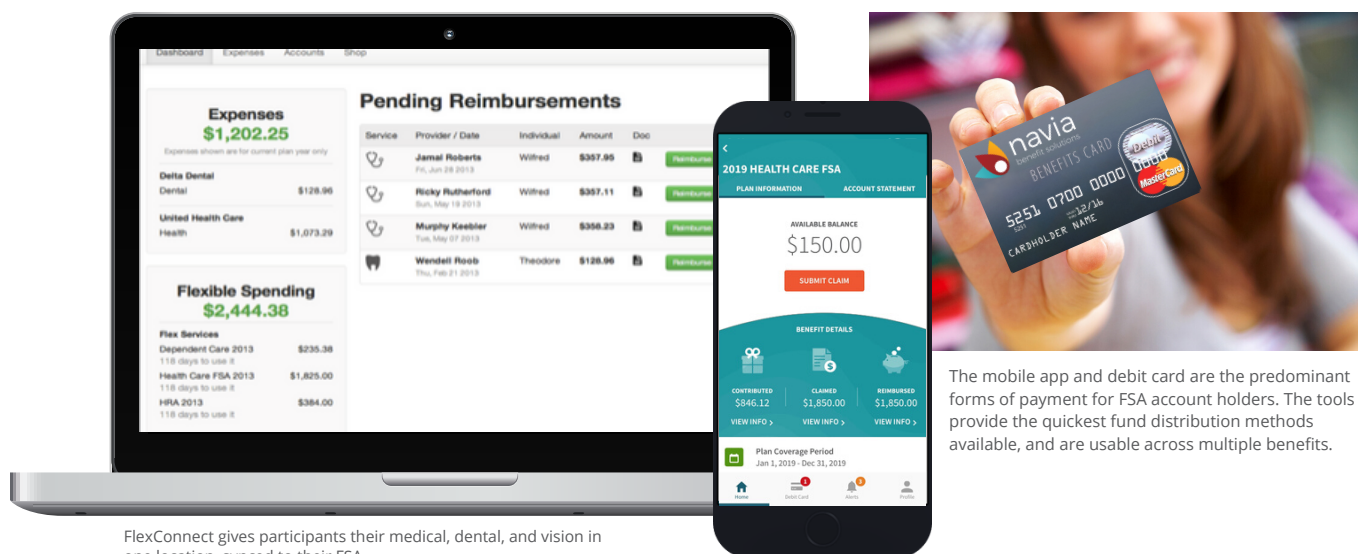 Dashboard Expenses Accounts Shop
Expenses
$1,202.25
Expenses shown are for current plan year only
Delta Dental
Dental $128.96
United Health Care
Health $1,073.29
Flexible Spending
$2,444.38
Flex Services
Dependent Care 2013 $235.38
118 days to use it
Health Care FSA 2013 $1,825.00
118 days to use it
HRA 2013 $384.00
118 days to use it
Pending Reimbursements
Service Provider / Date Individual Amount Doc
Jamal Roberts Wilfred $357.95 Reimburse
Fri, Jun 28 2013
Ricky Rutherford Wilfred $357.11 Reimburse
Sun, May 19 2013
Murphy Keebler Wilfred $358.23 Reimburse
Tue, May 07 2013
Wendell Roob Theodore $128.96 Reimburse
Thu, Feb 21 2013
2019 HEALTH CARE FSA
PLAN INFORMATION ACCOUNT STATEMENT
AVAILABLE BALANCE
$150.00
SUBMIT CLAIM
BENEFIT DETAILS
CONTRIBUTED CLAIMED REIMBURSED
$846.12 $1,850.00 $1,850.00
VIEW INFO > VIEW INFO > VIEW INFO >
Plan Coverage Period
Jan 1, 2019 - Dec 31, 2019
1 3
Home Debit Card Alerts Profile
navia
benefit solutions
BENEFITS CARD
Debit
MasterCard
5251 0700 0000 0000
5251
12/16
CARDHOLDER NAME
The mobile app and debit card are the predominant
forms of payment for FSA account holders. The tools
provide the quickest fund distribution methods
available, and are usable across multiple benefits.
FlexConnect gives participants their medical, dental, and vision in
one location, synced to their FSA